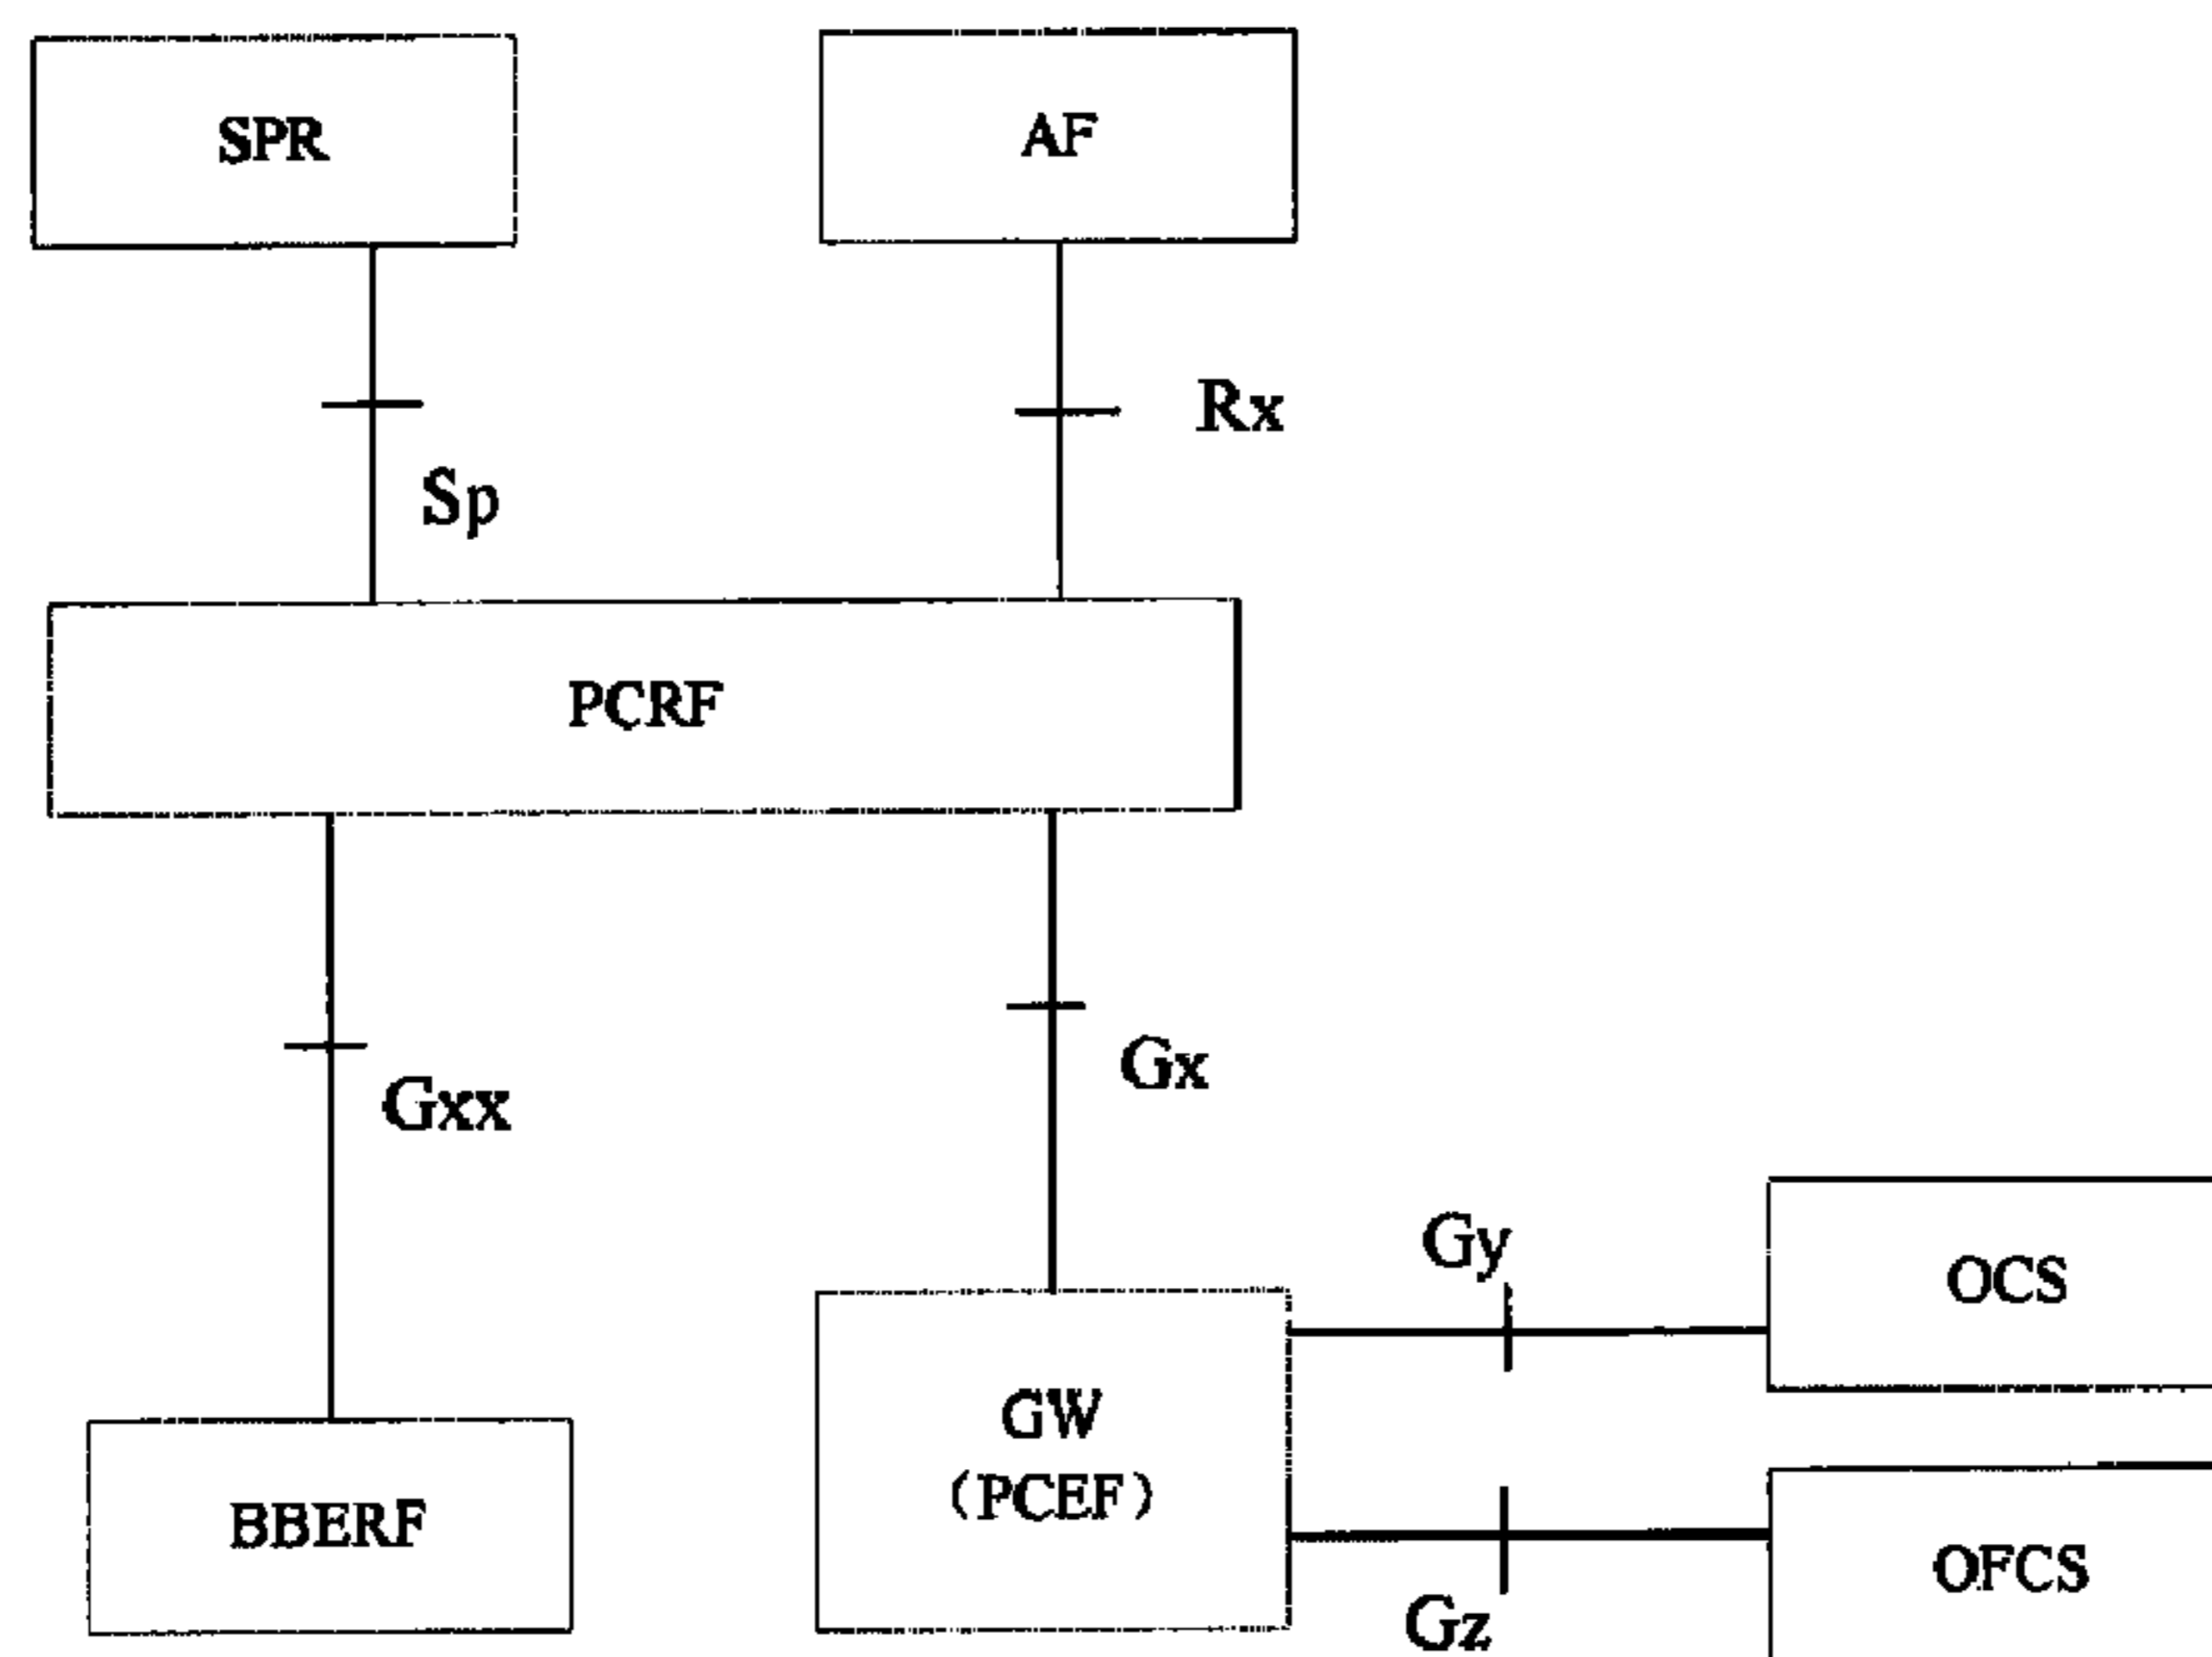 SPR
AF
Rx
Sp
PCRF
Gxx
Gx
Gy
OCS
GW
(PCEF)
BBERF
OFCS
Gz